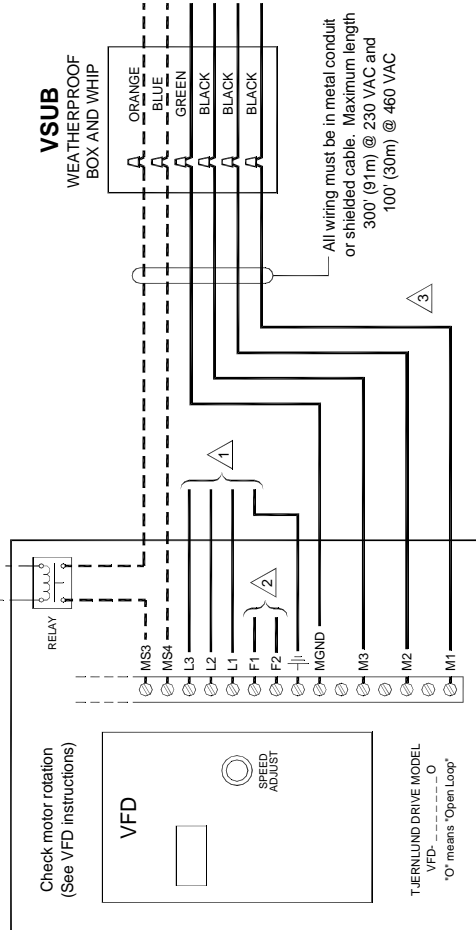 VSUB
WEATHERPROOF
BOX AND WHIP
ORANGE
BLUE
GREEN
BLACK
BLACK
BLACK
All wiring must be in metal conduit
or shielded cable. Maximum length
300' (91m) @ 230 VAC and
100' (30m) @ 460 VAC
1
2
3
RELAY
MS3
MS4
L3
L2
L1
F1
F2
MGND
M3
M2
M1
Check motor rotation
(See VFD instructions)
VFD
SPEED
ADJUST
TJERNLUND DRIVE MODEL
VFD- _ _ _ _ _ _ _ O
"O" means "Open Loop"